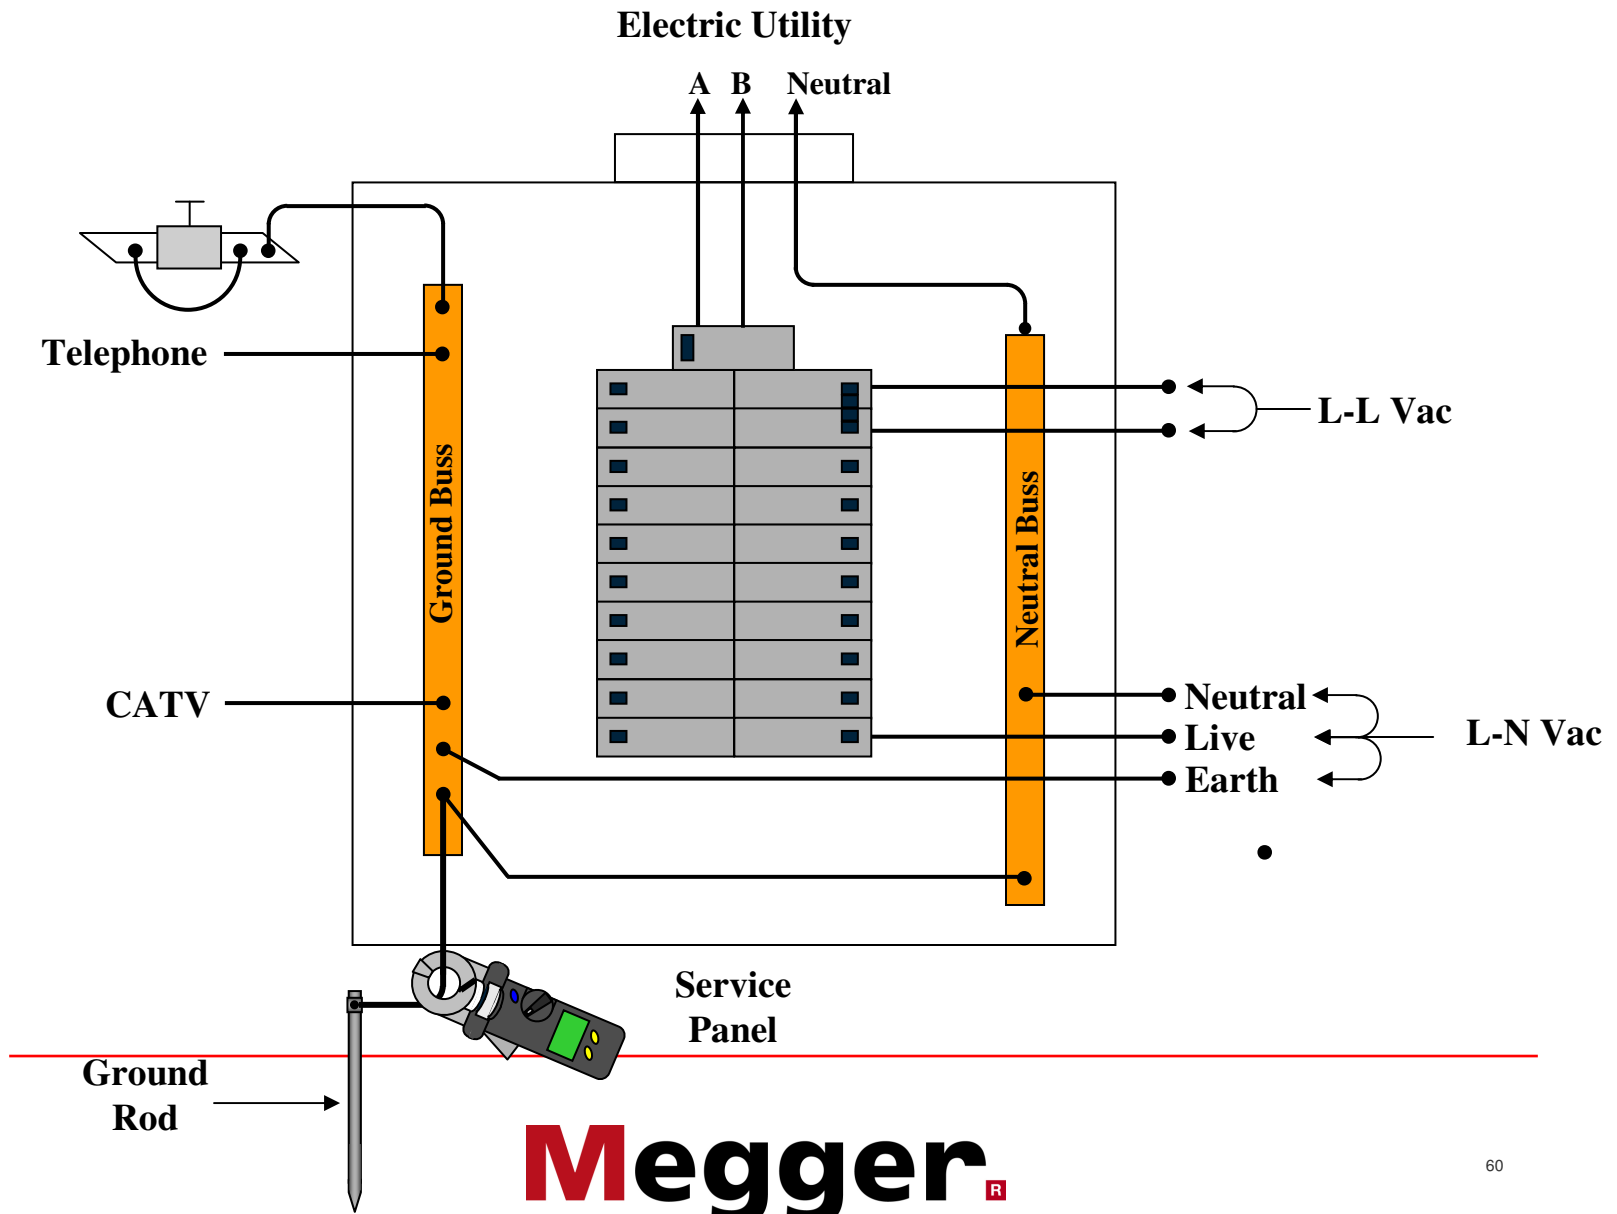 Electric Utility
A B Neutral
Telephone
L-L Vac
Ground Buss
Neutral Buss
CATV
Neutral
Live
Earth
L-N Vac
Service
Panel
Ground
Rod
Megger
R
60